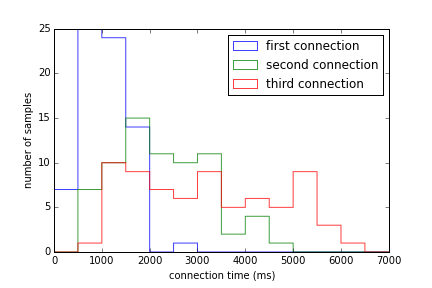 25
20
15
10
5
0
number of samples
first connection
second connection
third connection
0 1000 2000 3000 4000 5000 6000 7000
connection time (ms)